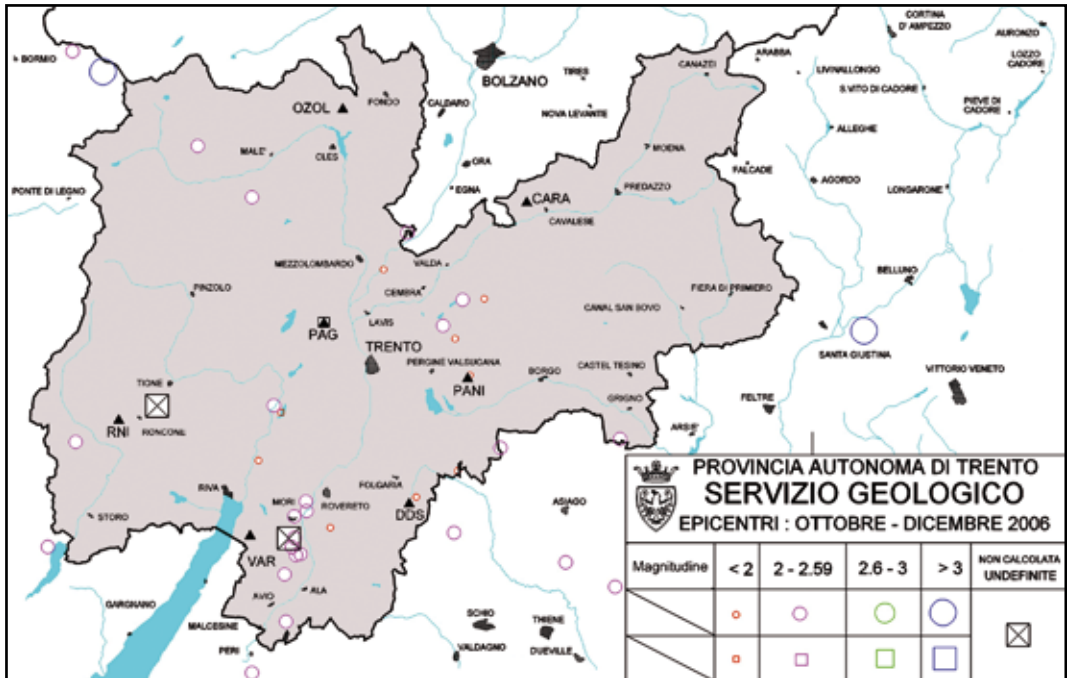 CORTINA
D' AMPEZZO
AURONZO
BORMIO
BOLZANO
ARABBA
LOZZO
CADORE
TIRES
CANAZEI
LIVINALLONGO
S.VITO DI CADORE
OZOL
FONDO
CALDARO
NOVA LEVANTE
PIEVE DI
CADORE
ALLEGHE
MALE'
CLES
MOENA
ORA
FALCADE
PONTE DI LEGNO
EGNA
PREDAZZO
AGORDO
LONGARONE
CARA
CAVALESE
MEZZOLOMBARDO
VALDA
BELLUNO
PINZOLO
CEMBRA
FIERA DI PRIMIERO
CANAL SAN BOVO
LAVIS
PAG
TRENTO
SANTA GIUSTINA
PERGINE VALSUGANA
BORGO
CASTEL TESINO
TIONE
PANI
VITTORIO VENETO
FELTRE
GRIGNO
RNI
RONCONE
ARSIE'
RIVA
FOLGARIA
MORI
ROVERETO
ASIAGO
STORO
DDS
VAR
GARGNANO
AVIO
ALA
MALCESINE
SCHIO
THIENE
PERI
VALDAGNO
DUEVILLE
PROVINCIA AUTONOMA DI TRENTO
SERVIZIO GEOLOGICO
EPICENTRI : OTTOBRE - DICEMBRE 2006
Magnitudine < 2 2 - 2.59 2.6 - 3 > 3 NON CALCOLATA
UNDEFINITE